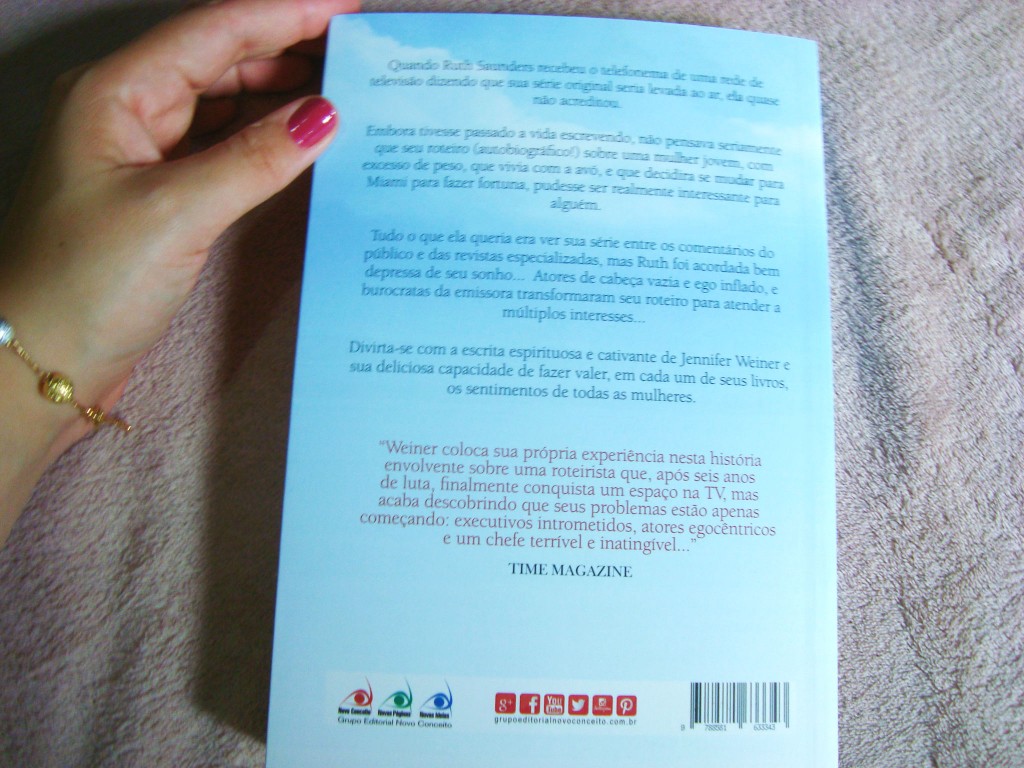 Quando Ruth Saunders recebeu o telefonema de uma rede de
televisão dizendo que sua série original seria levada ao ar, ela quase
não acreditou.
Embora tivesse passado a vida escrevendo, não pensava seriamente
que seu roteiro (autobiográfico!) sobre uma mulher jovem, com
excesso de peso, que vivia com a avó, e que decidira se mudar para
Miami para fazer fortuna, pudesse ser realmente interessante para
alguém.
Tudo o que ela queria era ver sua série entre os comentários do
público e das revistas especializadas, mas Ruth foi acordada bem
depressa de seu sonho... Atores de cabeça vazia e ego inflado, e
burocratas da emissora transformaram seu roteiro para atender a
múltiplos interesses...
Divirta-se com a escrita espirituosa e cativante de Jennifer Weiner e
sua deliciosa capacidade de fazer valer, em cada um de seus livros,
os sentimentos de todas as mulheres.
"Weiner coloca sua própria experiência nesta história
envolvente sobre uma roteirista que, após seis anos
de luta, finalmente conquista um espaço na TV, mas
acaba descobrindo que seus problemas estão apenas
começando: executivos intrometidos, atores egocêntricos
e um chefe terrível e inatingível..."
TIME MAGAZINE
Novo Conceito Novas Páginas Novas Ideias
Grupo Editorial Novo Conceito
g+ f You Tube
grupoeditorialnovoconceito.com.br
9 788581 633343